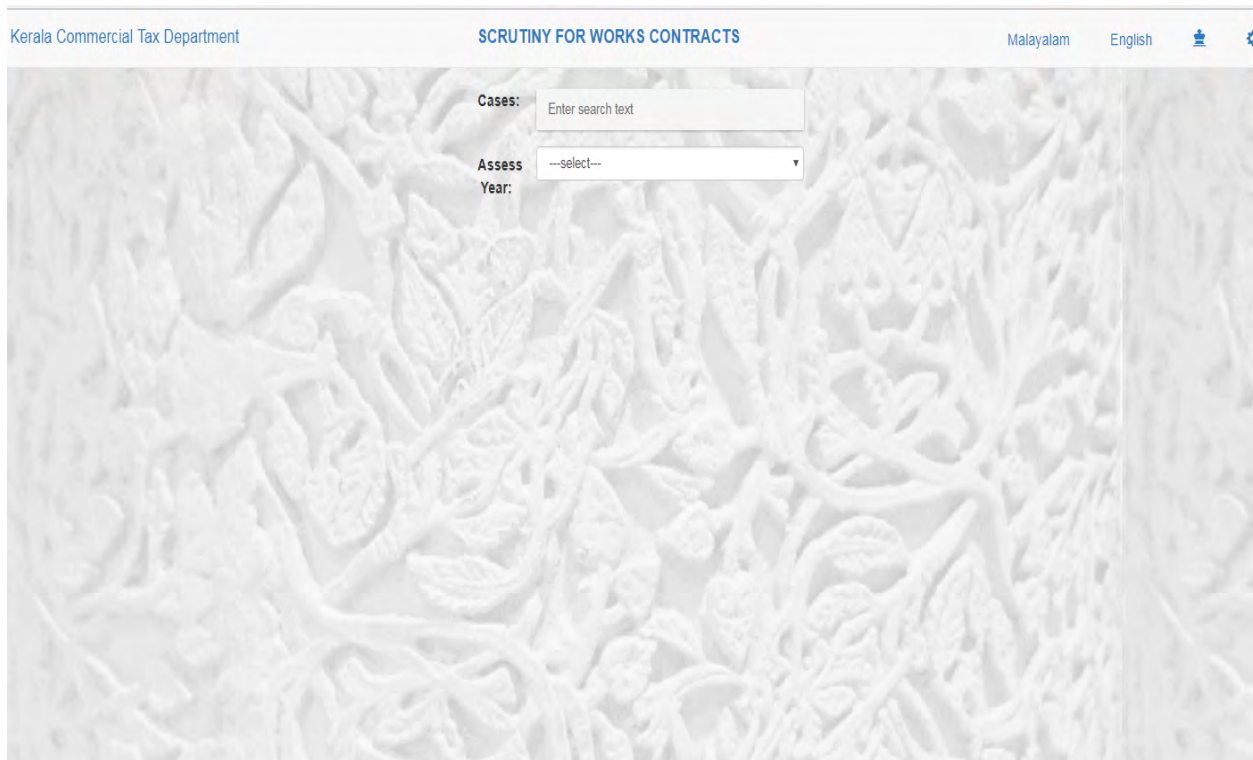 Kerala Commercial Tax Department
SCRUTINY FOR WORKS CONTRACTS
Malayalam
English
Cases:
Enter search text
Assess
Year:
---select---